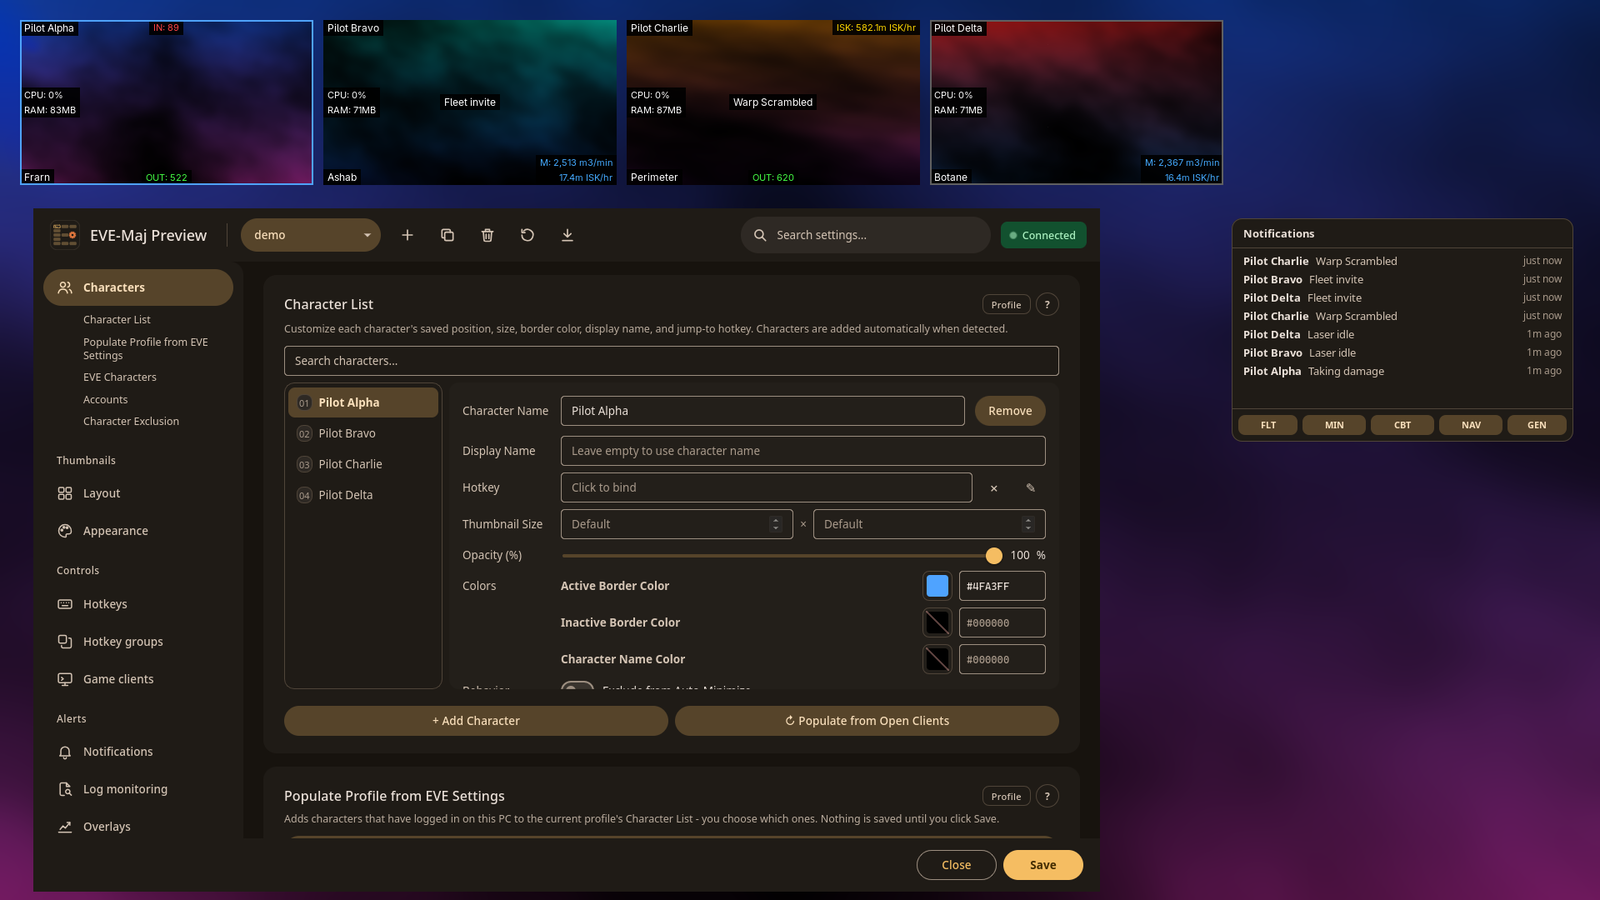 Pilot Alpha
IN: 89
CPU: 0%
RAM: 83MB
Frarn
OUT: 522
Pilot Bravo
CPU: 0%
RAM: 71MB
Fleet invite
M: 2,513 m3/min
Ashab
17.4m ISK/hr
Pilot Charlie
ISK: 582.1m ISK/hr
CPU: 0%
RAM: 87MB
Warp Scrambled
Perimeter
OUT: 620
Pilot Delta
CPU: 0%
RAM: 71MB
M: 2,367 m3/min
Botane
16.4m ISK/hr
EVE-Maj Preview
demo
Search settings...
Connected
Characters
Character List
Populate Profile from EVE
Settings
EVE Characters
Accounts
Character Exclusion
Thumbnails
Layout
Appearance
Controls
Hotkeys
Hotkey groups
Game clients
Alerts
Notifications
Log monitoring
Overlays
Character List
Profile
?
Customize each character's saved position, size, border color, display name, and jump-to hotkey. Characters are added automatically when detected.
Search characters...
01 Pilot Alpha
02 Pilot Bravo
03 Pilot Charlie
04 Pilot Delta
Character Name
Pilot Alpha
Remove
Display Name
Leave empty to use character name
Hotkey
Click to bind
×
Thumbnail Size
Default
×
Default
Opacity (%)
100 %
Colors
Active Border Color
#4FA3FF
Inactive Border Color
#000000
Character Name Color
#000000
Behavior
Exclude from Auto-Minimize
+ Add Character
↻ Populate from Open Clients
Populate Profile from EVE Settings
Profile
?
Adds characters that have logged in on this PC to the current profile's Character List - you choose which ones. Nothing is saved until you click Save.
Close
Save
Notifications
Pilot Charlie Warp Scrambled just now
Pilot Bravo Fleet invite just now
Pilot Delta Fleet invite just now
Pilot Charlie Warp Scrambled just now
Pilot Delta Laser idle 1m ago
Pilot Bravo Laser idle 1m ago
Pilot Alpha Taking damage 1m ago
FLT
MIN
CBT
NAV
GEN